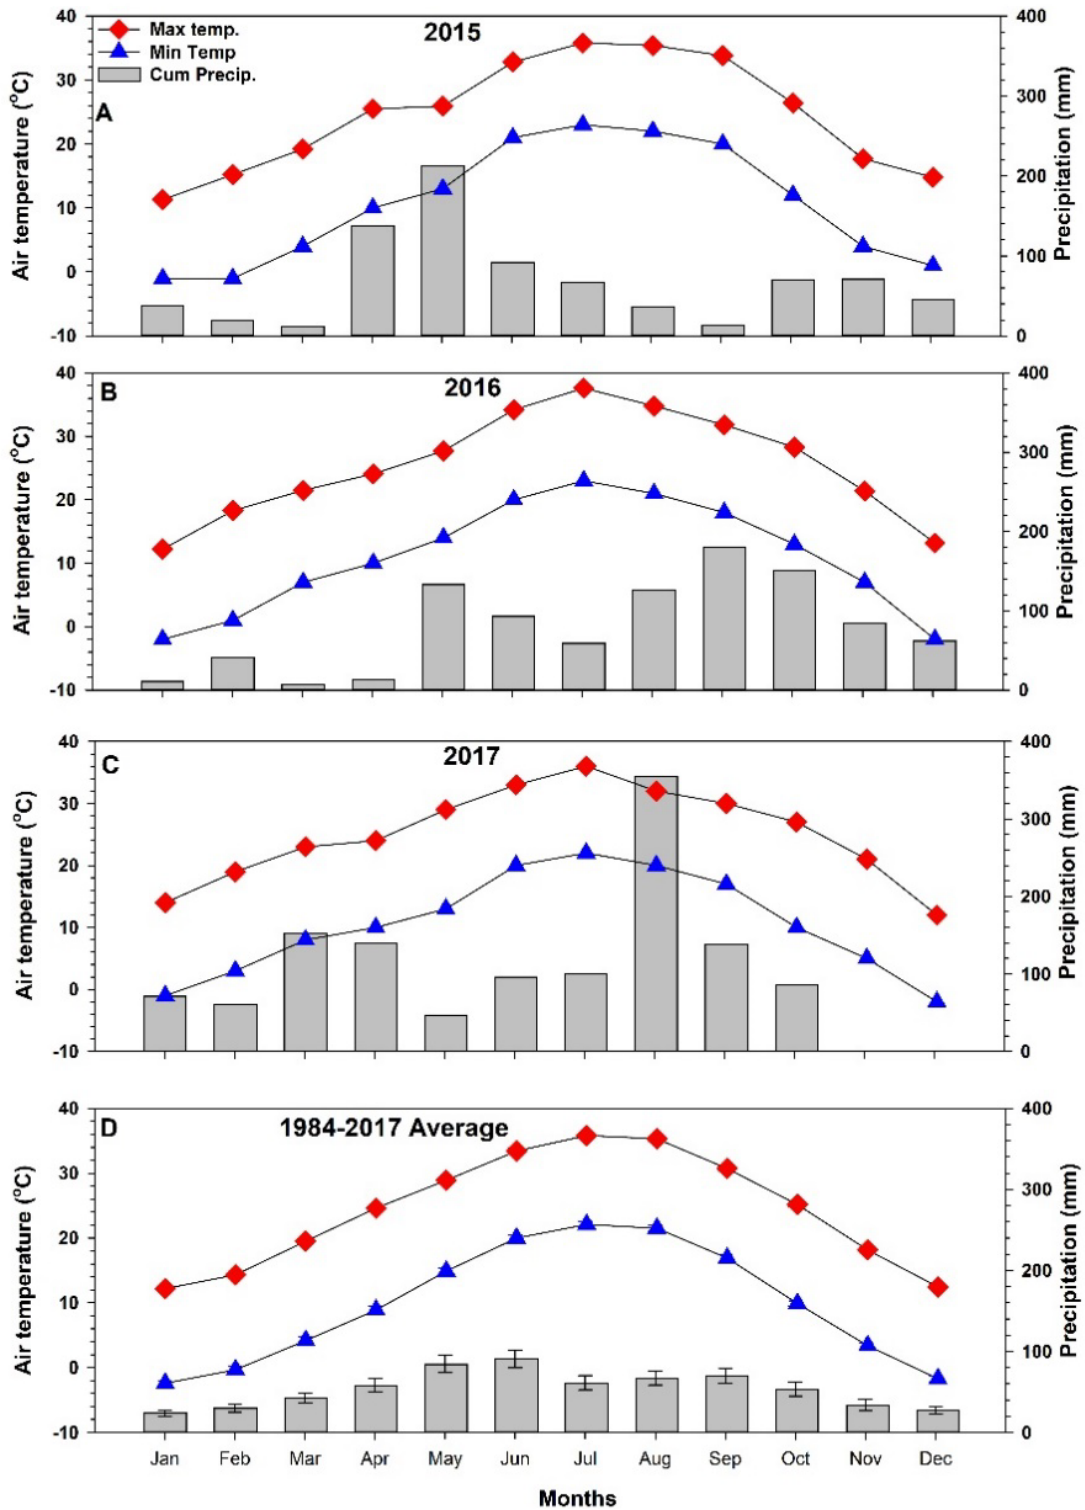 2015
Max temp.
Min Temp
Cum Precip.
A
40
30
20
10
0
-10
Air temperature (°C)
400
300
200
100
0
Precipitation (mm)
2016
B
40
30
20
10
0
-10
Air temperature (°C)
400
300
200
100
0
Precipitation (mm)
2017
C
40
30
20
10
0
-10
Air temperature (°C)
400
300
200
100
0
Precipitation (mm)
1984-2017 Average
D
40
30
20
10
0
-10
Air temperature (°C)
400
300
200
100
0
Precipitation (mm)
Jan Feb Mar Apr May Jun Jul Aug Sep Oct Nov Dec
Months